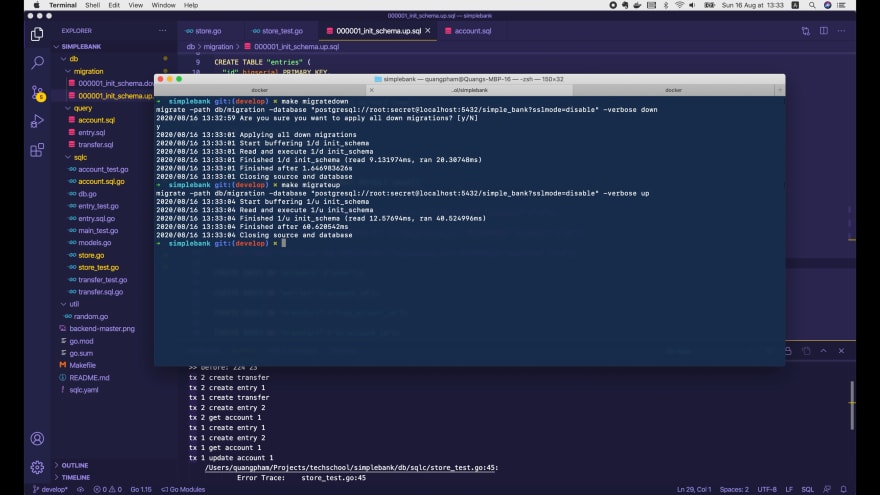 Terminal Shell Edit View Window Help
Sun 16 Aug at 13:33
000001_init_schema.up.sql — simplebank
EXPLORER
store.go
store_test.go
000001_init_schema.up.sql
account.sql
SIMPLEBANK
db > migration > 000001_init_schema.up.sql
db
migration
000001_init_schema.do
000001_init_schema.up.
query
account.sql
entry.sql
transfer.sql
sqlc
account_test.go
account.sql.go
db.go
entry_test.go
entry.sql.go
main_test.go
models.go
store.go
store_test.go
transfer_test.go
transfer.sql.go
util
random.go
backend-master.png
go.mod
go.sum
Makefile
README.md
sqlc.yaml
OUTLINE
TIMELINE
9 CREATE TABLE "entries" (
10 "id" bigserial PRIMARY KEY,
simplebank — quangpham@Quangs-MBP-16 — -zsh — 150×32
docker
..ol/simplebank
docker
→ simplebank git:(develop) ✗ make migratedown
migrate -path db/migration -database "postgresql://root:secret@localhost:5432/simple_bank?sslmode=disable" -verbose down
2020/08/16 13:32:59 Are you sure you want to apply all down migrations? [y/N]
y
2020/08/16 13:33:01 Applying all down migrations
2020/08/16 13:33:01 Start buffering 1/d init_schema
2020/08/16 13:33:01 Read and execute 1/d init_schema
2020/08/16 13:33:01 Finished 1/d init_schema (read 9.131974ms, ran 20.30748ms)
2020/08/16 13:33:01 Finished after 1.646983626s
2020/08/16 13:33:01 Closing source and database
→ simplebank git:(develop) ✗ make migrateup
migrate -path db/migration -database "postgresql://root:secret@localhost:5432/simple_bank?sslmode=disable" -verbose up
2020/08/16 13:33:04 Start buffering 1/u init_schema
2020/08/16 13:33:04 Read and execute 1/u init_schema
2020/08/16 13:33:04 Finished 1/u init_schema (read 12.57694ms, ran 40.524996ms)
2020/08/16 13:33:04 Finished after 60.620542ms
2020/08/16 13:33:04 Closing source and database
→ simplebank git:(develop) ✗
>> before: 224 23
tx 2 create transfer
tx 2 create entry 1
tx 1 create transfer
tx 2 create entry 2
tx 2 get account 1
tx 1 create entry 1
tx 1 create entry 2
tx 1 get account 1
tx 1 update account 1
/Users/quangpham/Projects/techschool/simplebank/db/sqlc/store_test.go:45:
Error Trace: store_test.go:45
develop* 0 0 Go 1.15 Go Modules
Ln 29, Col 1 Spaces: 2 UTF-8 LF SQL